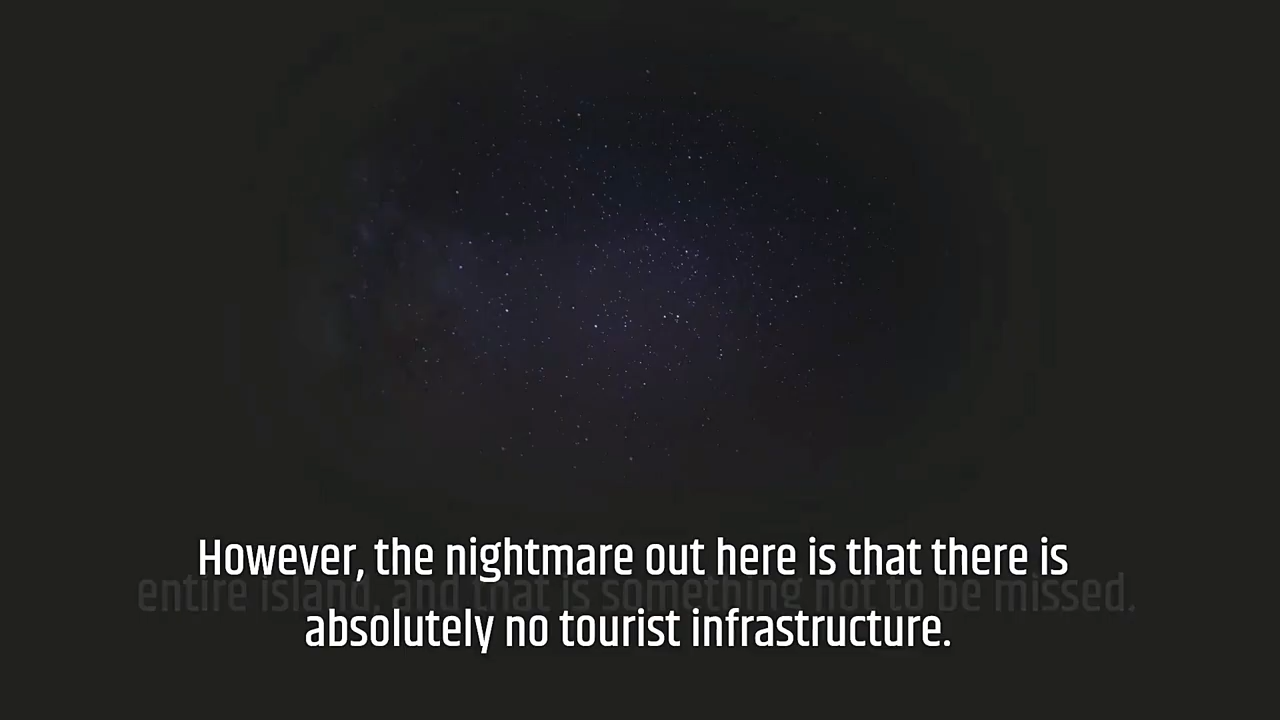 However, the nightmare out here is that there is
entire island, and that is something not to be missed.
absolutely no tourist infrastructure.